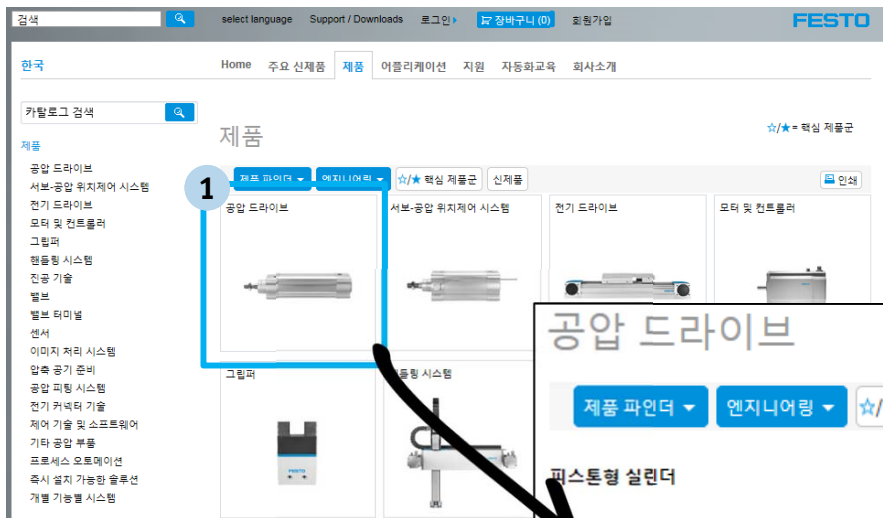 검색
select language Support / Downloads 로그인 장바구니 (0) 회원가입
FESTO
한국
Home 주요 신제품 제품 어플리케이션 지원 자동화교육 회사소개
카탈로그 검색
제품
☆/★= 핵심 제품군
제품
공압 드라이브
서보-공압 위치제어 시스템
전기 드라이브
모터 및 컨트롤러
그립퍼
핸들링 시스템
진공 기술
밸브
밸브 터미널
센서
이미지 처리 시스템
압축 공기 준비
공압 피팅 시스템
전기 커넥터 기술
제어 기술 및 소프트웨어
기타 공압 부품
프로세스 오토메이션
즉시 설치 가능한 솔루션
개별 기능별 시스템
1
제품 파인더 엔지니어링 ☆/★ 핵심 제품군 신제품 인쇄
공압 드라이브 서보-공압 위치제어 시스템 전기 드라이브 모터 및 컨트롤러
그립퍼 핸들링 시스템
FESTO
공압 드라이브
제품 파인더 엔지니어링 ☆/
피스톤형 실린더